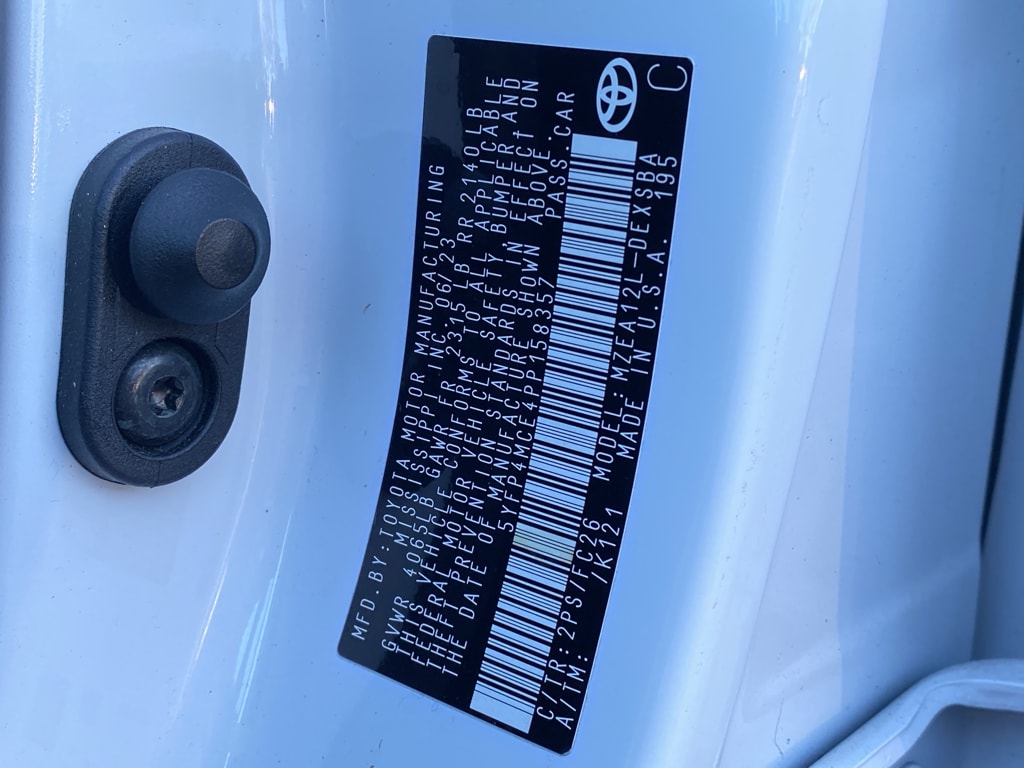 MFD.BY:TOYOTA MOTOR MANUFACTURING
MISSISSIPPI INC.06/23
GVWR 4065LB GAWR FR 2315 LB RR 2140LB
THIS VEHICLE CONFORMS TO ALL APPLICABLE
FEDERAL MOTOR VEHICLE SAFETY, BUMPER AND
THEFT PREVENTION STANDARDS IN EFFECT ON
THE DATE OF MANUFACTURE SHOWN ABOVE.
5YFP4MCE4PP158357 PASS.CAR
C/TR:2PS/FC26 MODEL:MZEA12L-DEXSBA
A/TM: /K121 MADE IN U.S.A. 195
C